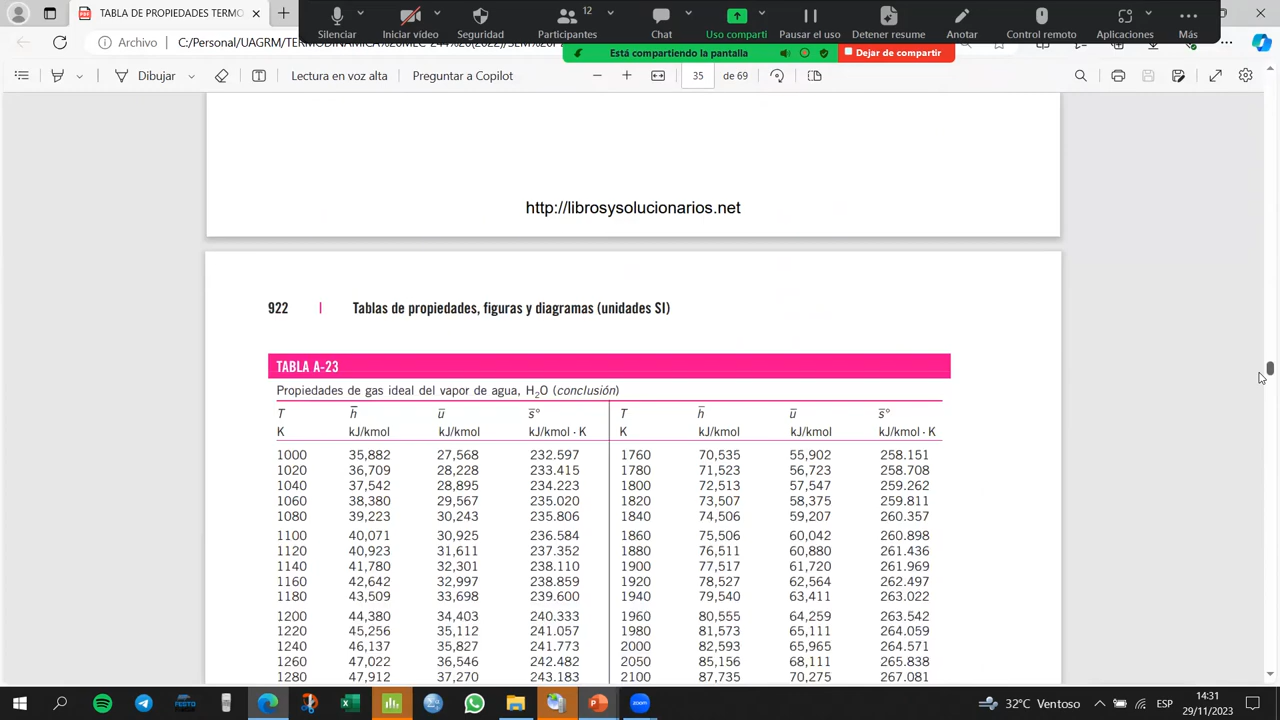 TABLA DE PROPIEDADES TERMO
Silenciar
Iniciar vídeo
Seguridad
12
Participantes
Chat
Uso comparti
Pausar el uso
Detener resume
Anotar
Control remoto
Aplicaciones
Más
Archivo
C:/Personal/UAGRM/
Está compartiendo la pantalla
Dejar de compartir
Dibujar
Lectura en voz alta
Preguntar a Copilot
35
de 69
http://librosysolucionarios.net
922 | Tablas de propiedades, figuras y diagramas (unidades SI)
TABLA A-23
Propiedades de gas ideal del vapor de agua, H2O (conclusión)
T h̅ u̅ s̅° T h̅ u̅ s̅°
K kJ/kmol kJ/kmol kJ/kmol · K K kJ/kmol kJ/kmol kJ/kmol · K
1000 35,882 27,568 232.597 1760 70,535 55,902 258.151
1020 36,709 28,228 233.415 1780 71,523 56,723 258.708
1040 37,542 28,895 234.223 1800 72,513 57,547 259.262
1060 38,380 29,567 235.020 1820 73,507 58,375 259.811
1080 39,223 30,243 235.806 1840 74,506 59,207 260.357
1100 40,071 30,925 236.584 1860 75,506 60,042 260.898
1120 40,923 31,611 237.352 1880 76,511 60,880 261.436
1140 41,780 32,301 238.110 1900 77,517 61,720 261.969
1160 42,642 32,997 238.859 1920 78,527 62,564 262.497
1180 43,509 33,698 239.600 1940 79,540 63,411 263.022
1200 44,380 34,403 240.333 1960 80,555 64,259 263.542
1220 45,256 35,112 241.057 1980 81,573 65,111 264.059
1240 46,137 35,827 241.773 2000 82,593 65,965 264.571
1260 47,022 36,546 242.482 2050 85,156 68,111 265.838
1280 47,912 37,270 243.183 2100 87,735 70,275 267.081
FESTO
zoom
32°C Ventoso
ESP
14:31
29/11/2023